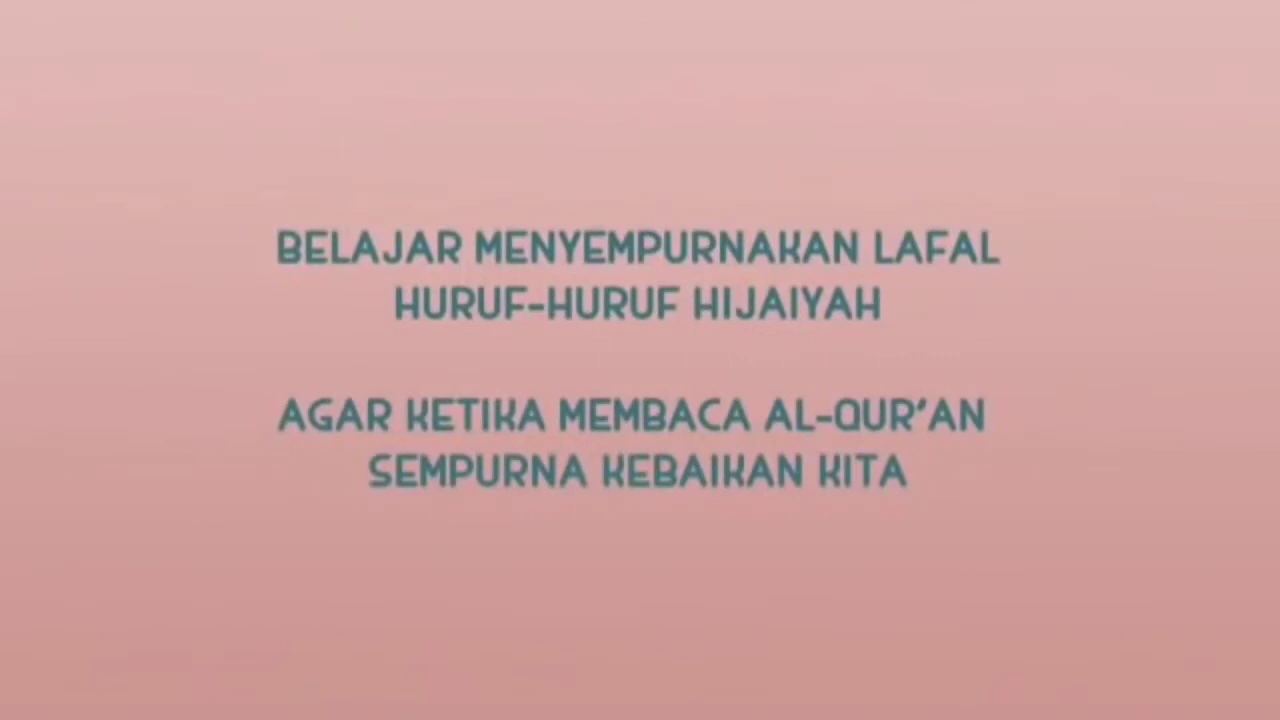 BELAJAR MENYEMPURNAKAN LAFAL
HURUF-HURUF HIJAIYAH
AGAR KETIKA MEMBACA AL-QUR'AN
SEMPURNA KEBAIKAN KITA